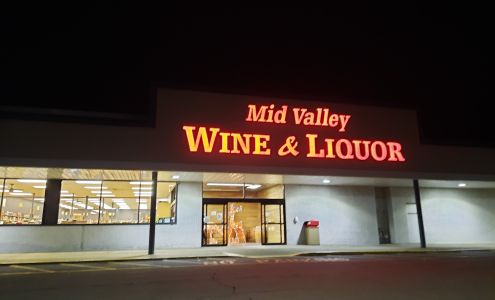 Mid Valley
WINE & LIQUOR